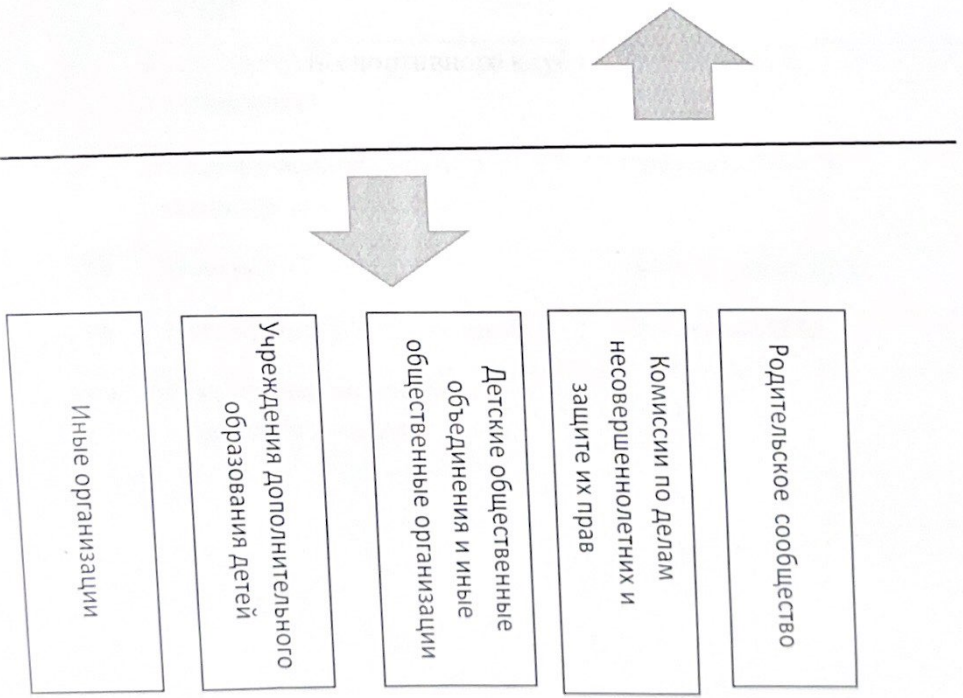 Родительское сообщество
Комиссии по делам
несовершеннолетних и
защите их прав
Детские общественные
объединения и иные
общественные организации
Учреждения дополнительного
образования детей
Иные организации